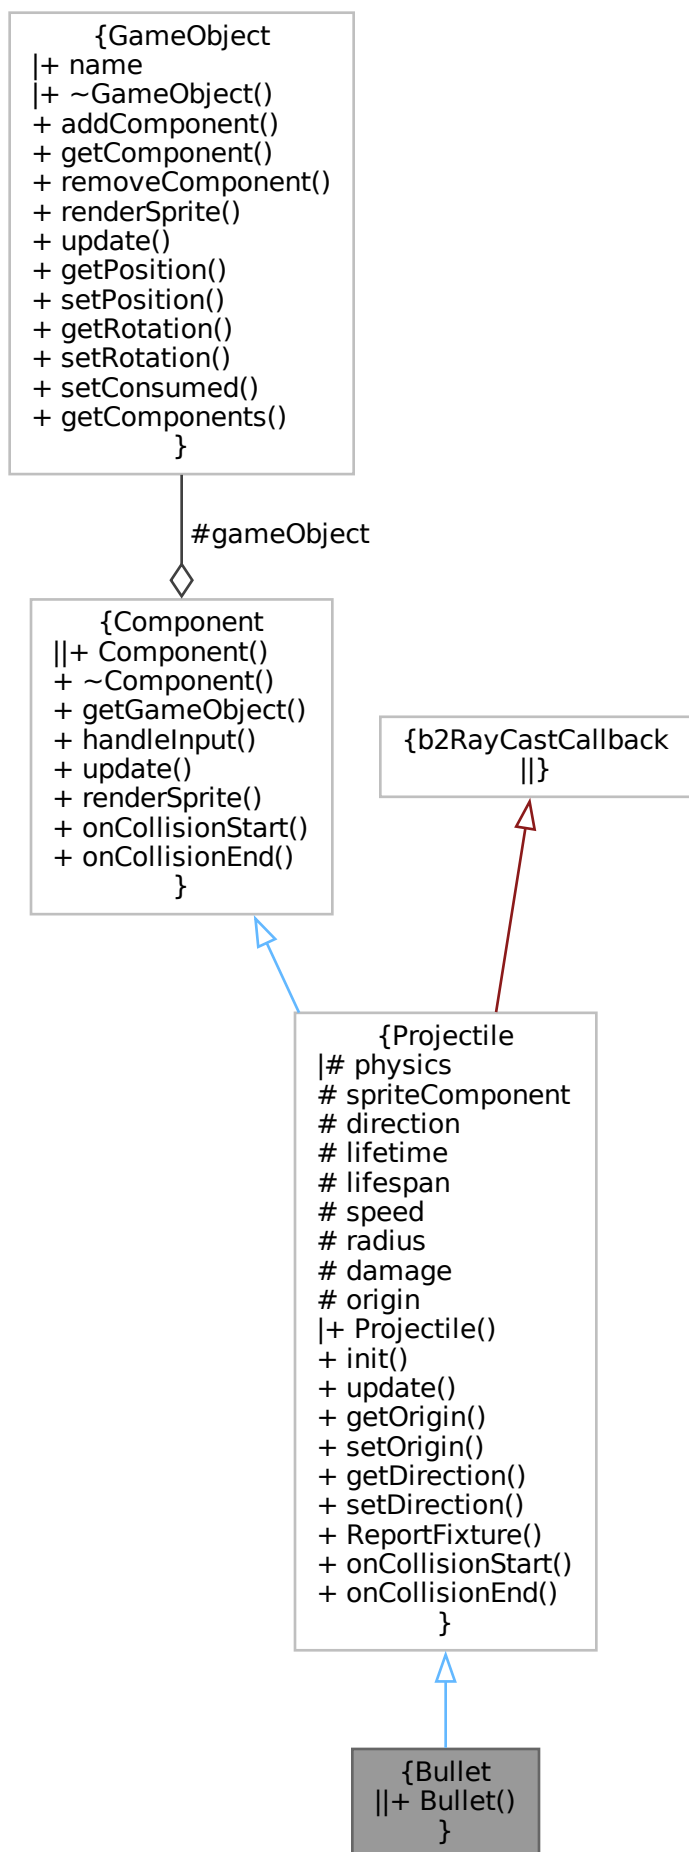 {GameObject
|+ name
|+ ~GameObject()
+ addComponent()
+ getComponent()
+ removeComponent()
+ renderSprite()
+ update()
+ getPosition()
+ setPosition()
+ getRotation()
+ setRotation()
+ setConsumed()
+ getComponents()
}
#gameObject
{Component
||+ Component()
+ ~Component()
+ getGameObject()
+ handleInput()
+ update()
+ renderSprite()
+ onCollisionStart()
+ onCollisionEnd()
}
{b2RayCastCallback
||}
{Projectile
|# physics
# spriteComponent
# direction
# lifetime
# lifespan
# speed
# radius
# damage
# origin
|+ Projectile()
+ init()
+ update()
+ getOrigin()
+ setOrigin()
+ getDirection()
+ setDirection()
+ ReportFixture()
+ onCollisionStart()
+ onCollisionEnd()
}
{Bullet
||+ Bullet()
}